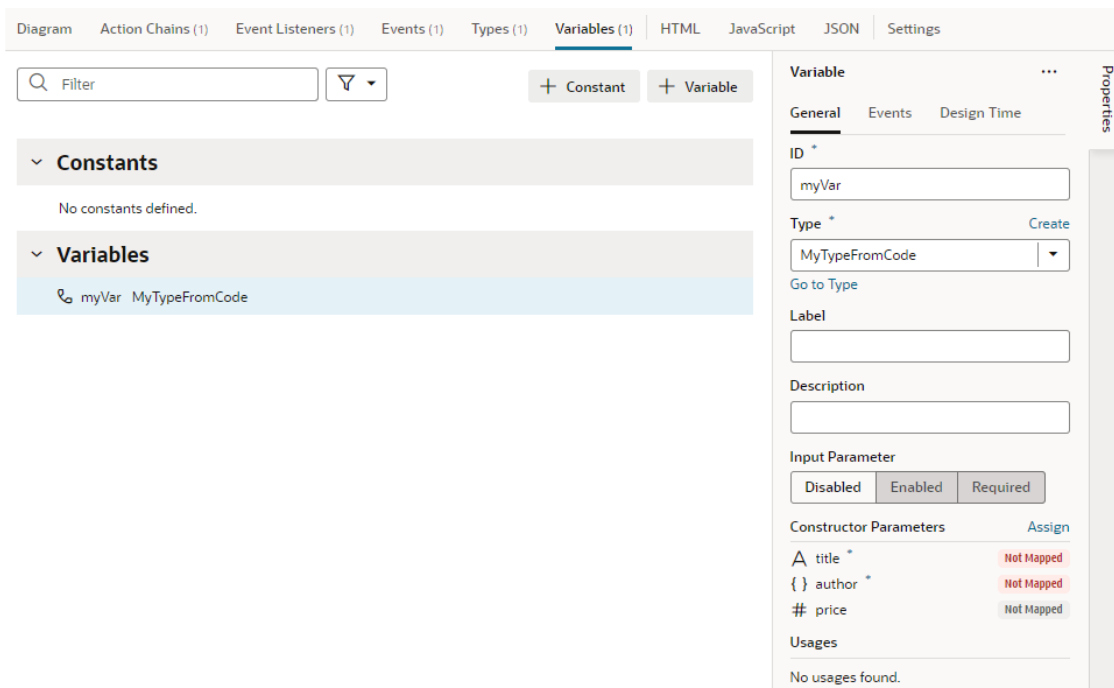 Diagram Action Chains (1) Event Listeners (1) Events (1) Types (1) Variables (1) HTML JavaScript JSON Settings
Filter
+ Constant + Variable
Constants
No constants defined.
Variables
myVar MyTypeFromCode
Variable ...
General Events Design Time
ID *
myVar
Type * Create
MyTypeFromCode
Go to Type
Label
Description
Input Parameter
Disabled Enabled Required
Constructor Parameters Assign
A title * Not Mapped
{ } author * Not Mapped
# price Not Mapped
Usages
No usages found.
Properties